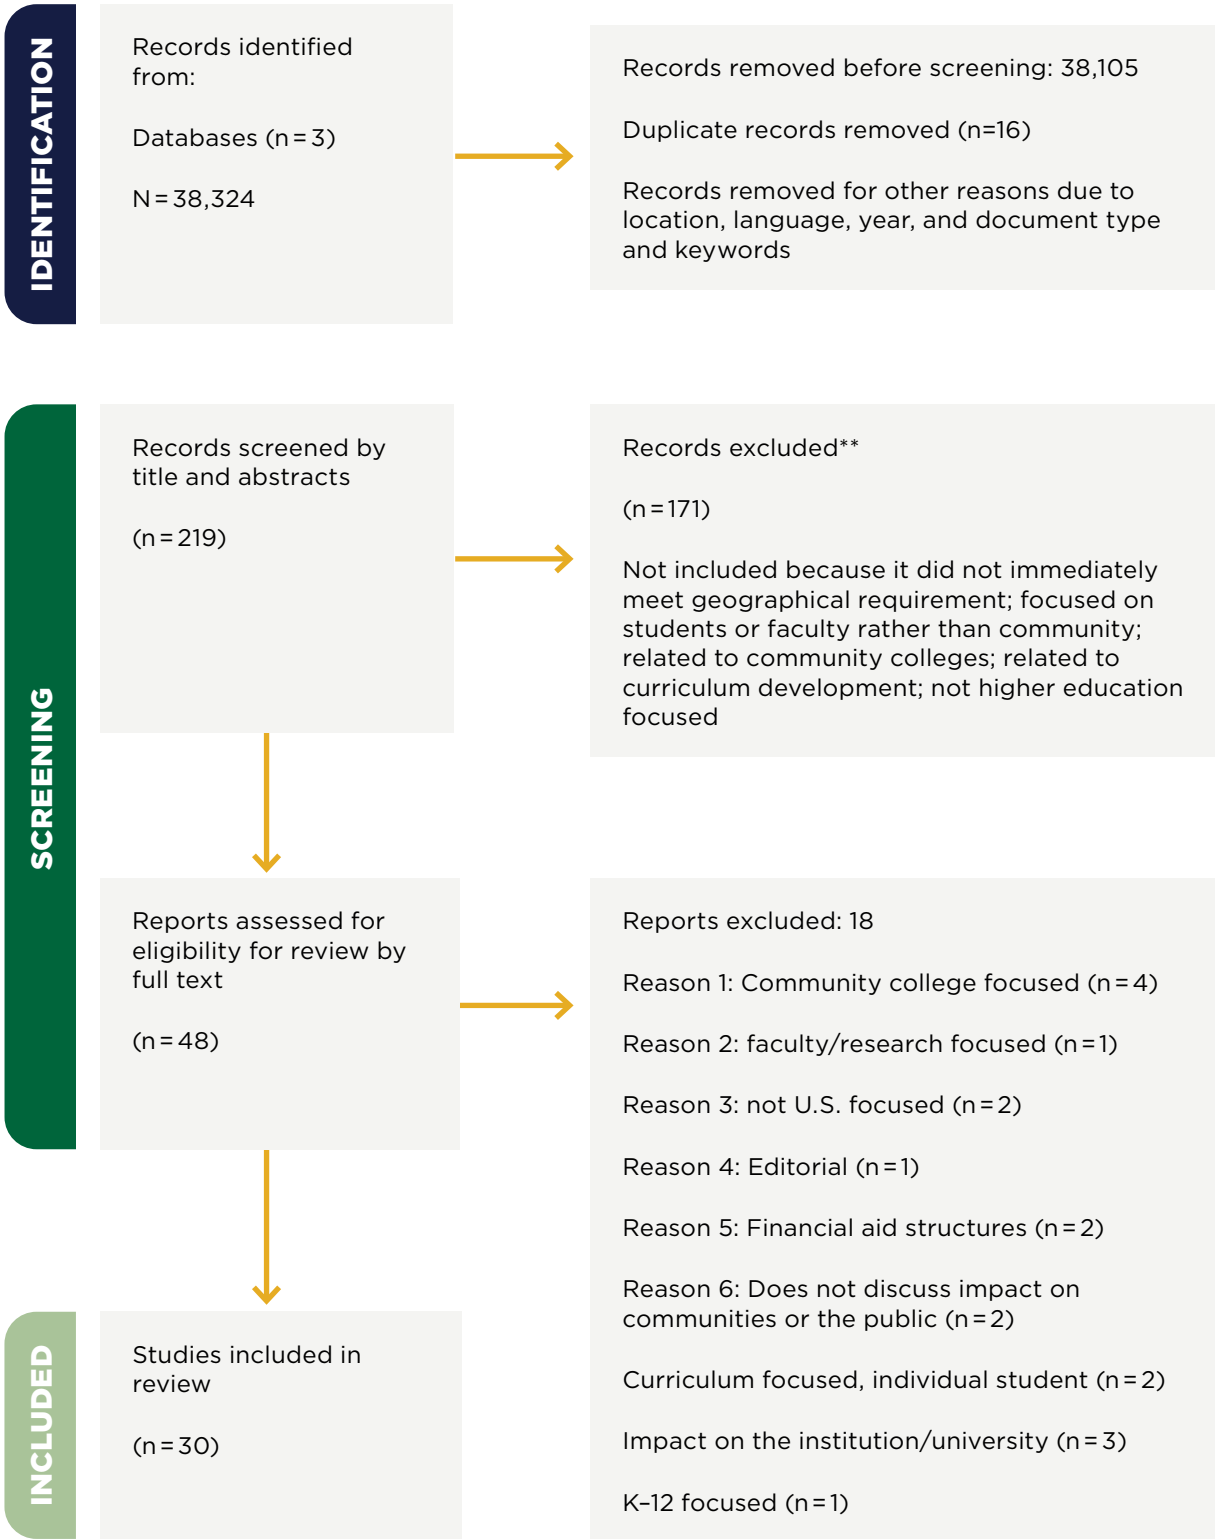 IDENTIFICATION
Records identified
from:
Databases (n = 3)
N = 38,324
Records removed before screening: 38,105
Duplicate records removed (n=16)
Records removed for other reasons due to
location, language, year, and document type
and keywords
SCREENING
Records screened by
title and abstracts
(n = 219)
Records excluded**
(n = 171)
Not included because it did not immediately
meet geographical requirement; focused on
students or faculty rather than community;
related to community colleges; related to
curriculum development; not higher education
focused
Reports assessed for
eligibility for review by
full text
(n = 48)
Reports excluded: 18
Reason 1: Community college focused (n = 4)
Reason 2: faculty/research focused (n = 1)
Reason 3: not U.S. focused (n = 2)
Reason 4: Editorial (n = 1)
Reason 5: Financial aid structures (n = 2)
Reason 6: Does not discuss impact on
communities or the public (n = 2)
Curriculum focused, individual student (n = 2)
Impact on the institution/university (n = 3)
K–12 focused (n = 1)
INCLUDED
Studies included in
review
(n = 30)